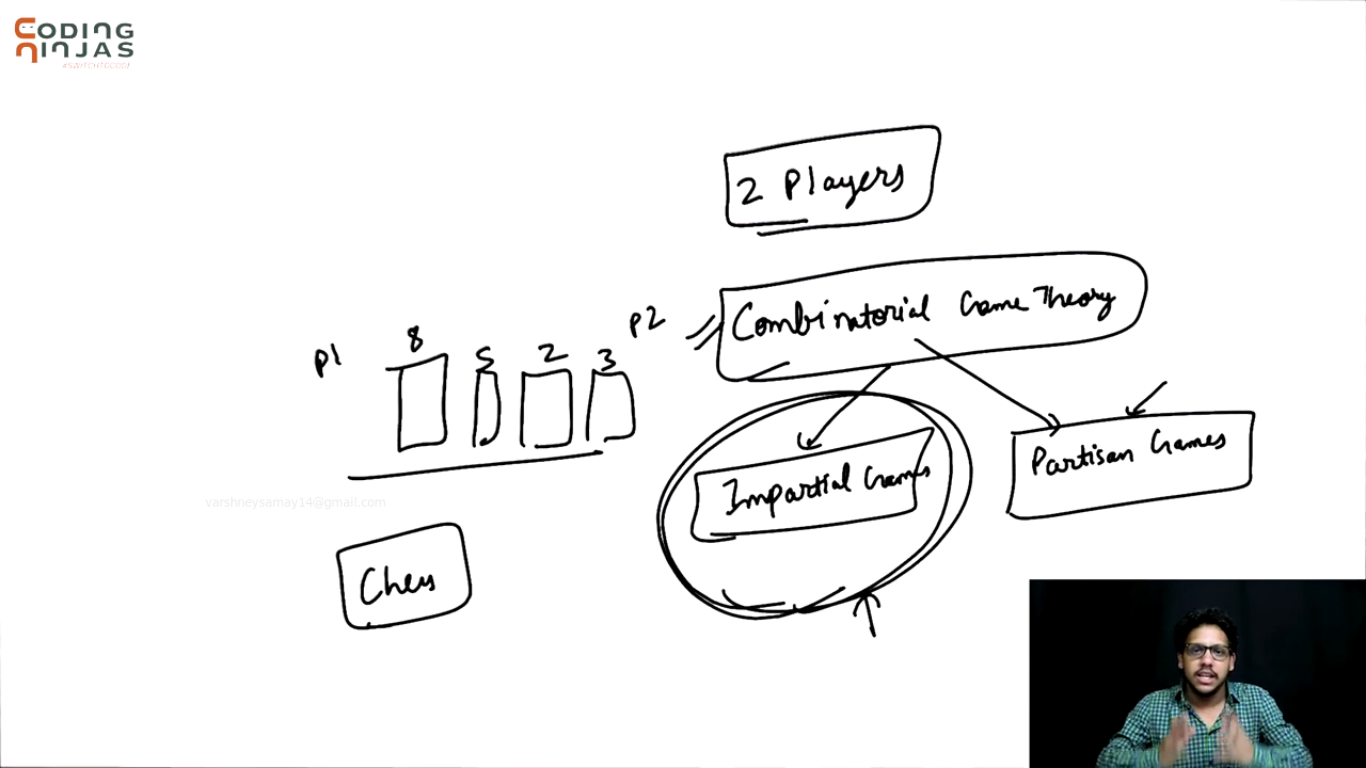 CODING
NINJAS
#SWITCHTOCODE
2 Players
Combinatorial Game Theory
P1
8
5
2
3
P2
Impartial Games
Partisan Games
varshneysamay14@gmail.com
Chess